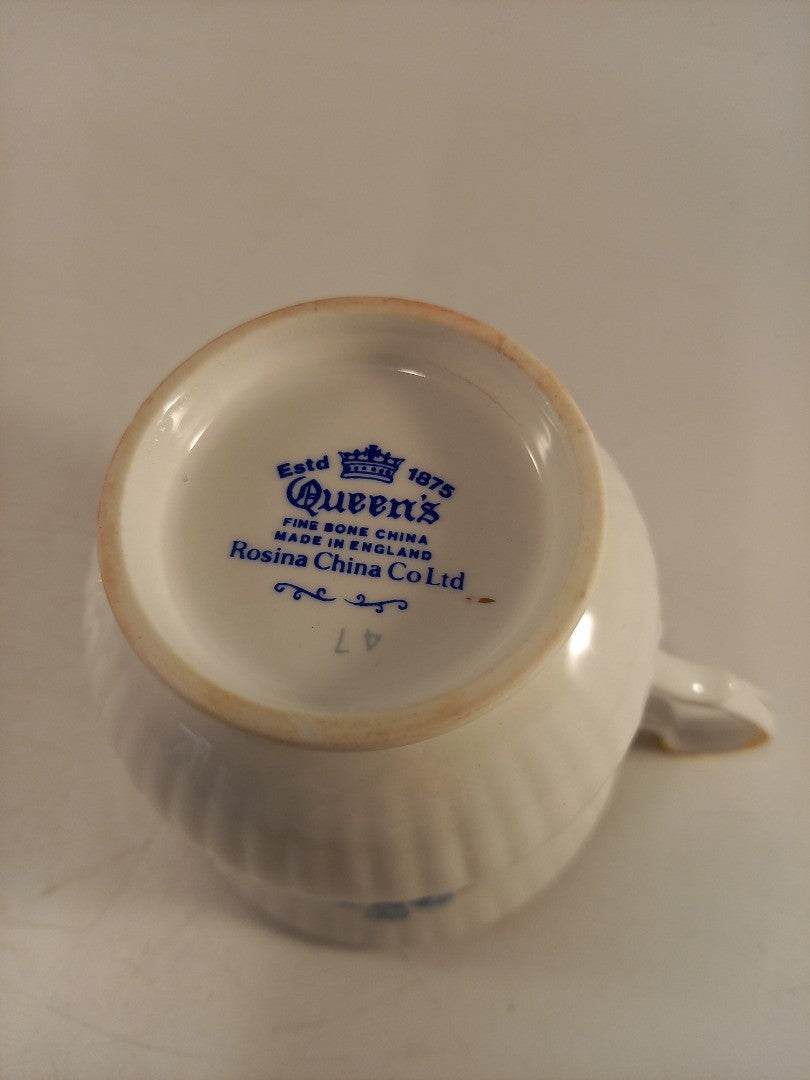 Estd 1875
Queen's
FINE BONE CHINA
MADE IN ENGLAND
Rosina China Co Ltd
47